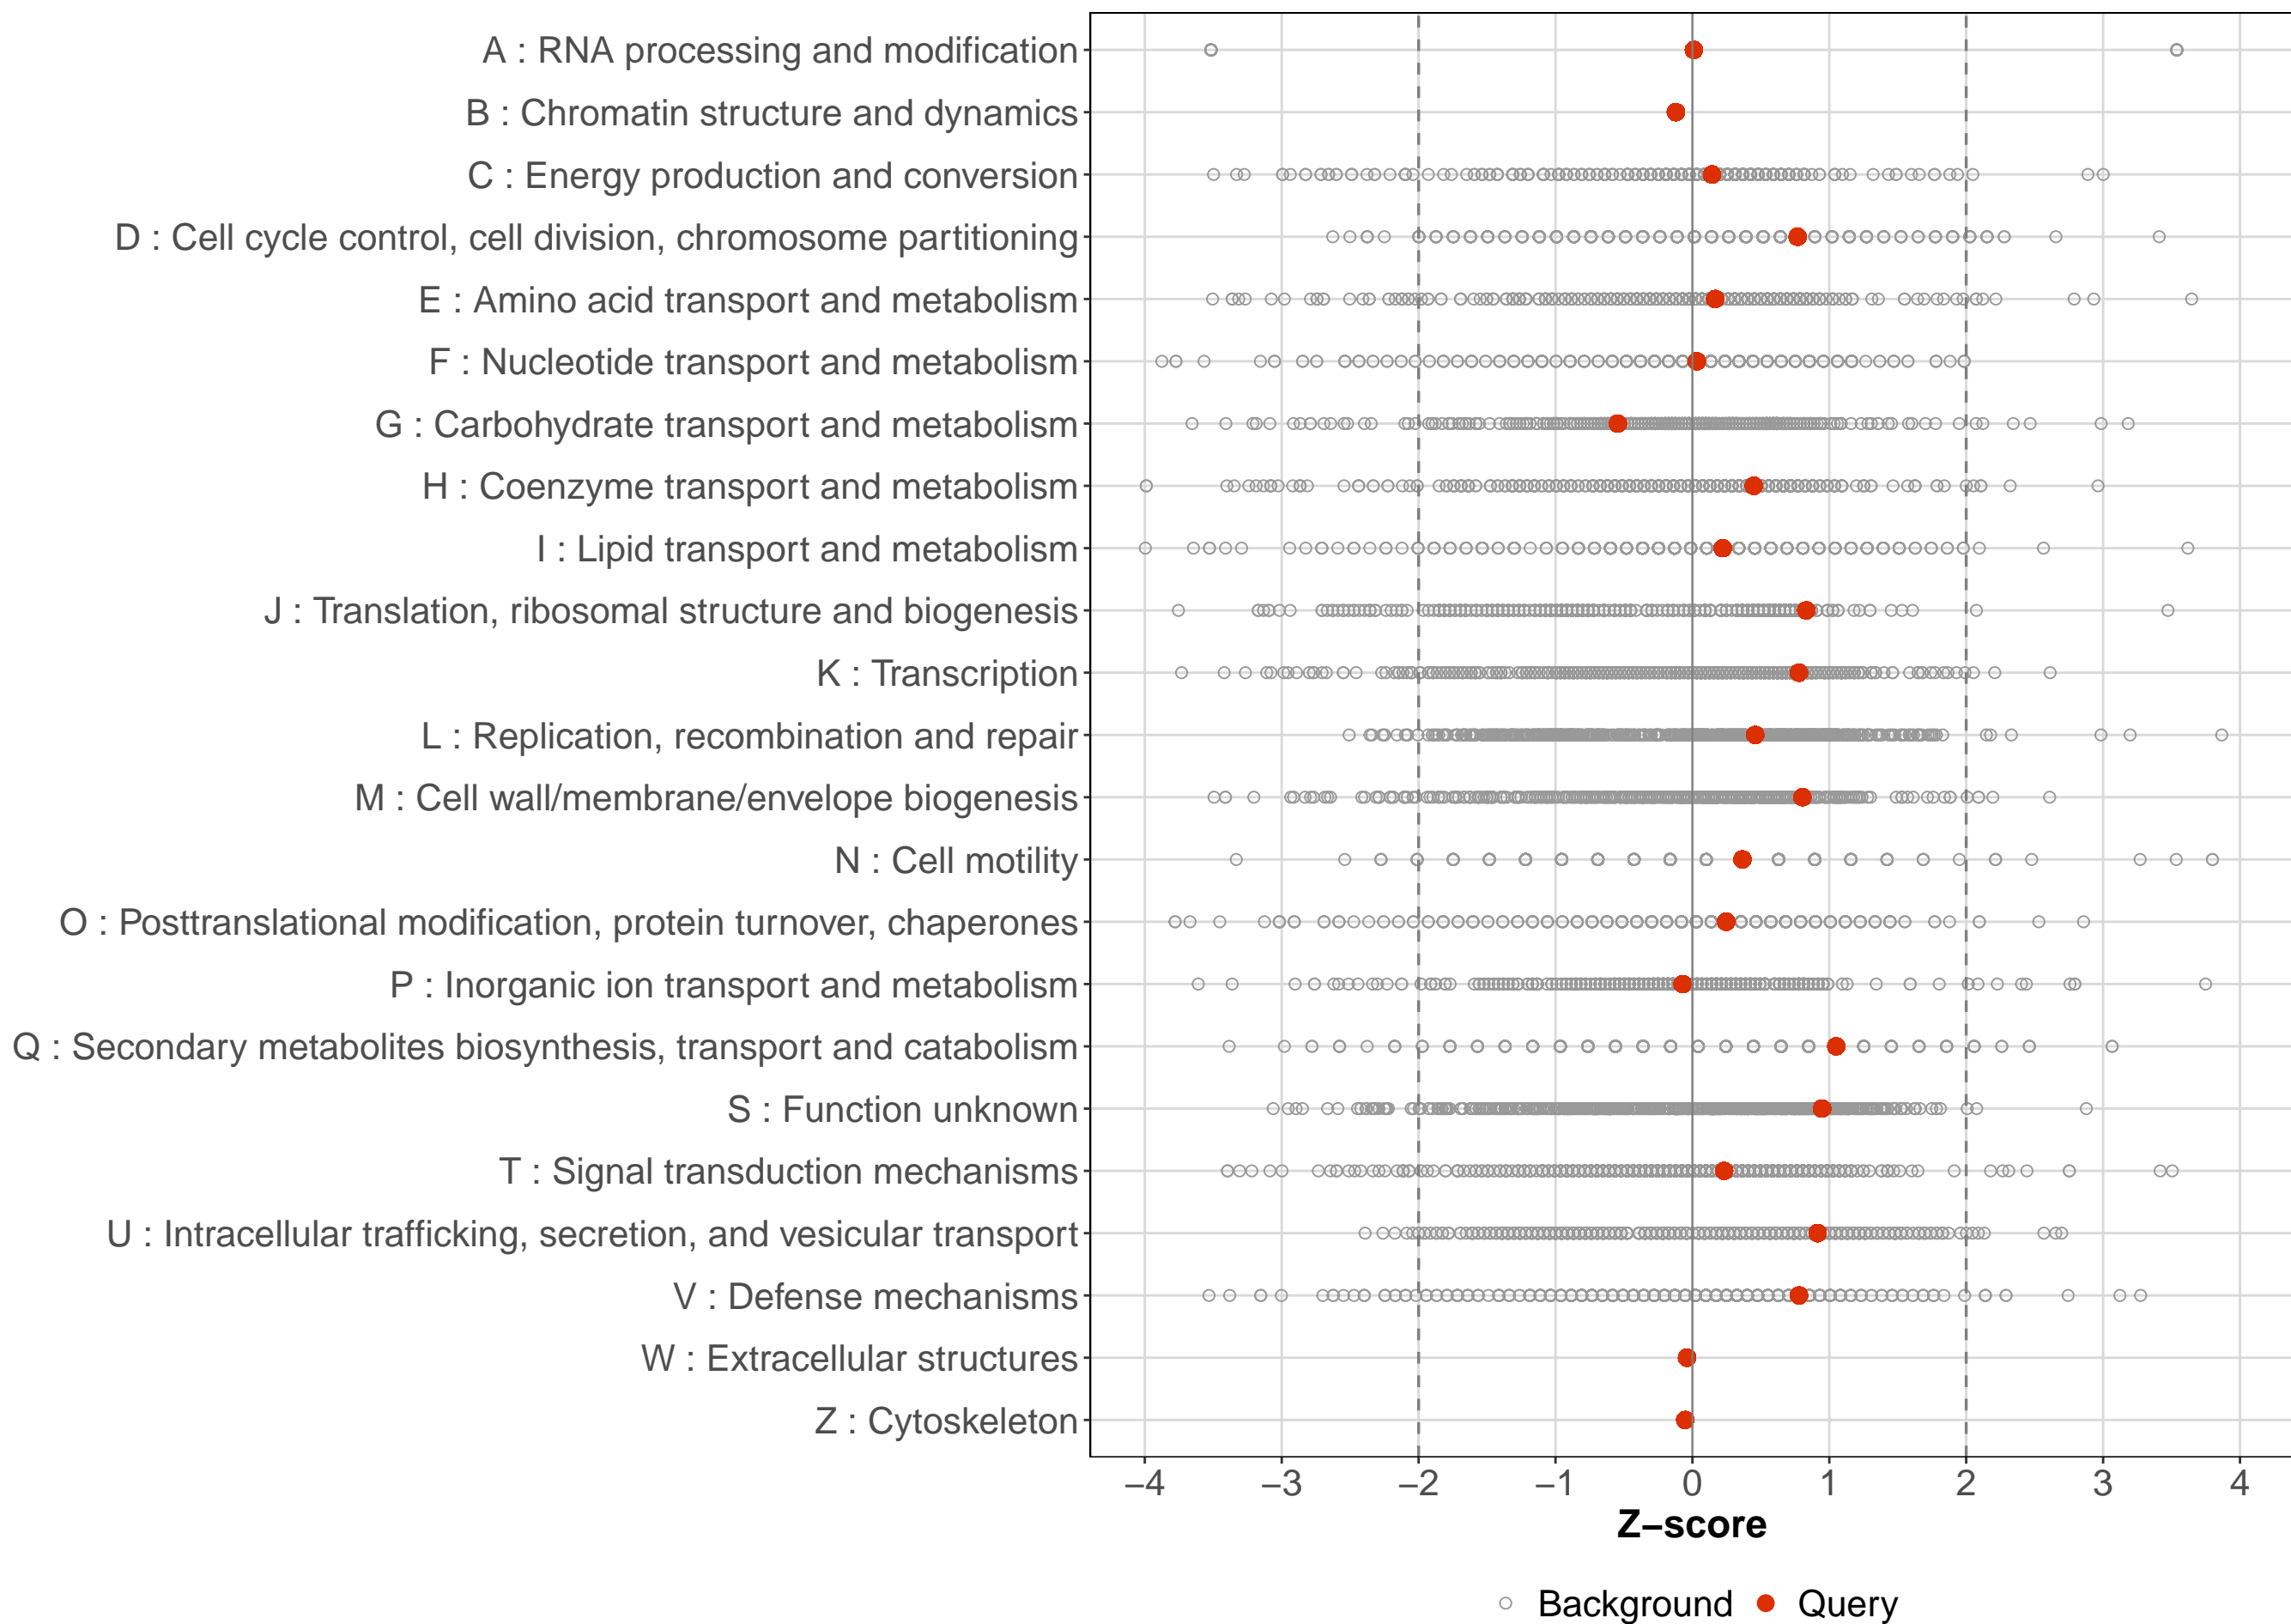 A : RNA processing and modification
B : Chromatin structure and dynamics
C : Energy production and conversion
D : Cell cycle control, cell division, chromosome partitioning
E : Amino acid transport and metabolism
F : Nucleotide transport and metabolism
G : Carbohydrate transport and metabolism
H : Coenzyme transport and metabolism
I : Lipid transport and metabolism
J : Translation, ribosomal structure and biogenesis
K : Transcription
L : Replication, recombination and repair
M : Cell wall/membrane/envelope biogenesis
N : Cell motility
O : Posttranslational modification, protein turnover, chaperones
P : Inorganic ion transport and metabolism
Q : Secondary metabolites biosynthesis, transport and catabolism
S : Function unknown
T : Signal transduction mechanisms
U : Intracellular trafficking, secretion, and vesicular transport
V : Defense mechanisms
W : Extracellular structures
Z : Cytoskeleton
−4 −3 −2 −1 0 1 2 3 4
Z−score
Background Query